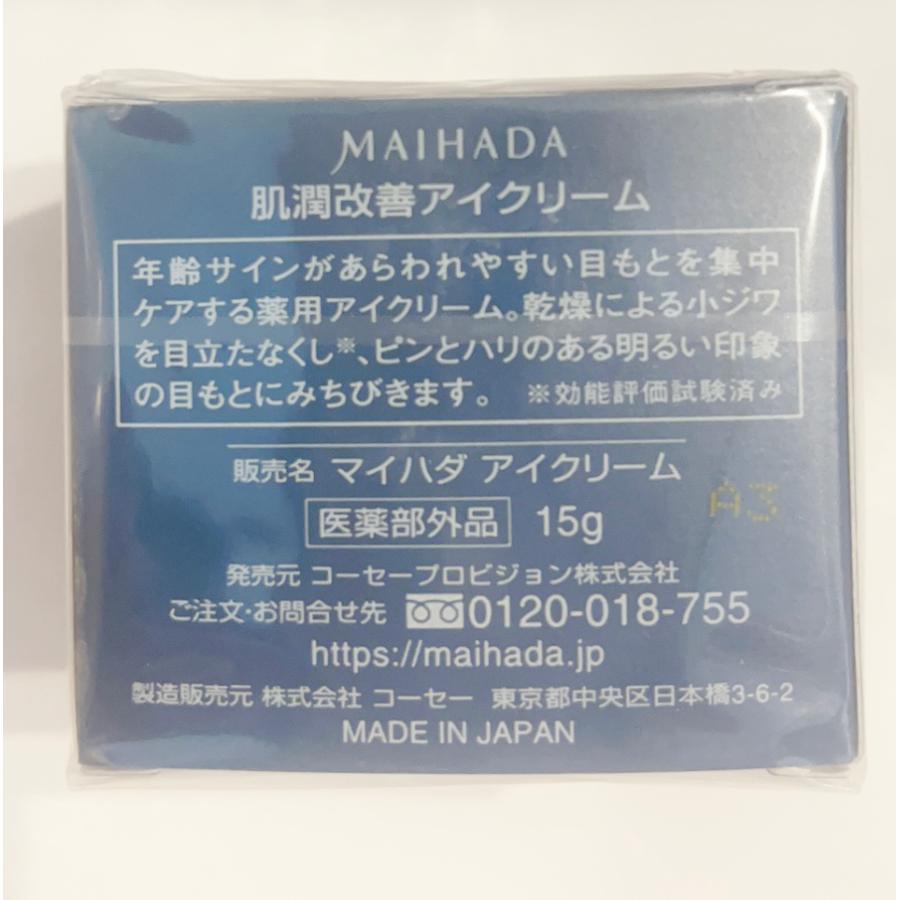 MAIHADA
肌潤改善アイクリーム
年齢サインがあらわれやすい目もとを集中
ケアする薬用アイクリーム。乾燥による小ジワ
を目立たなくし※、ピンとハリのある明るい印象
の目もとにみちびきます。 ※効能評価試験済み
販売名 マイハダ アイクリーム
医薬部外品 15g
A3
発売元 コーセープロビジョン株式会社
ご注文・お問合せ先 0120-018-755
https://maihada.jp
製造販売元 株式会社 コーセー 東京都中央区日本橋3-6-2
MADE IN JAPAN